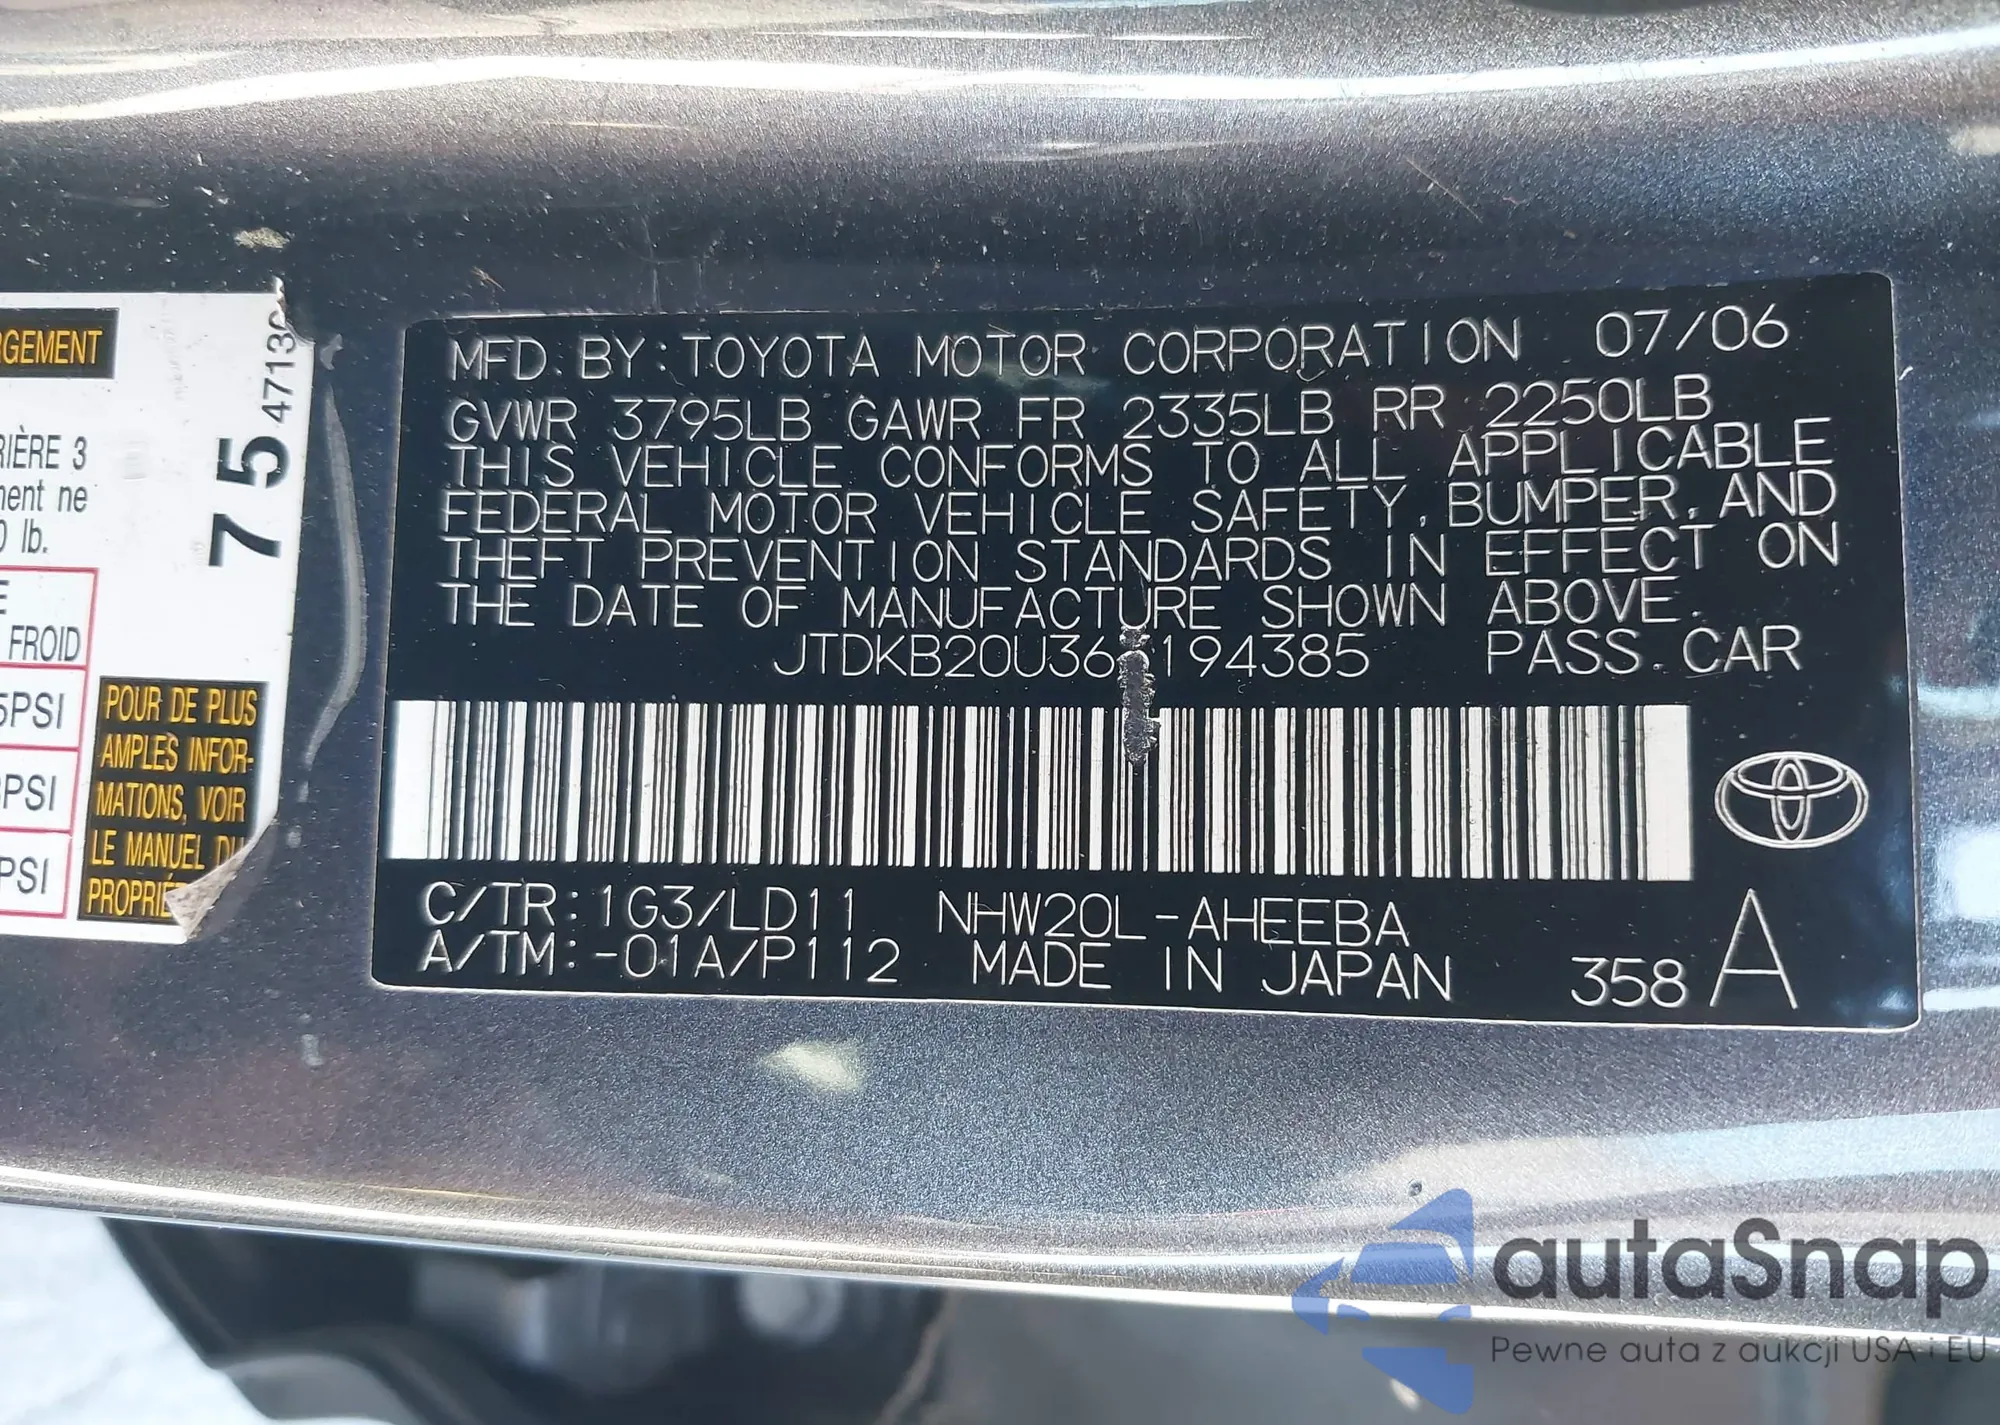 RGEMENT
RIÈRE 3
ment ne
0 lb.
E
FROID
5PSI
PSI
PSI
75
4713
POUR DE PLUS
AMPLES INFOR-
MATIONS, VOIR
LE MANUEL DU
PROPRIÉ
MFD. BY: TOYOTA MOTOR CORPORATION 07/06
GVWR 3795LB GAWR FR 2335LB RR 2250LB
THIS VEHICLE CONFORMS TO ALL APPLICABLE
FEDERAL MOTOR VEHICLE SAFETY, BUMPER, AND
THEFT PREVENTION STANDARDS IN EFFECT ON
THE DATE OF MANUFACTURE SHOWN ABOVE.
JTDKB20U36 194385 PASS. CAR
C/TR: 1G3/LD11 NHW20L-AHEEBA
A/TM: -01A/P112 MADE IN JAPAN 358 A
autaSnap
Pewne auta z aukcji USA i EU